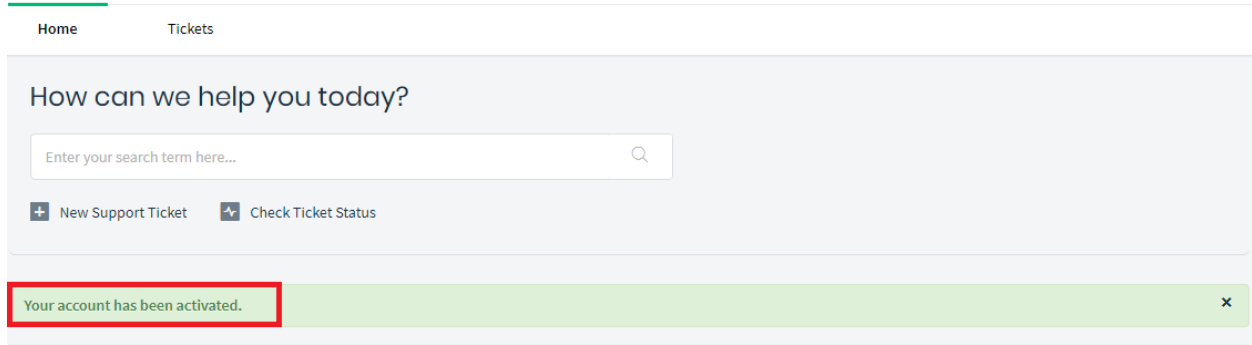 Home Tickets
How can we help you today?
Enter your search term here...
New Support Ticket Check Ticket Status
Your account has been activated.